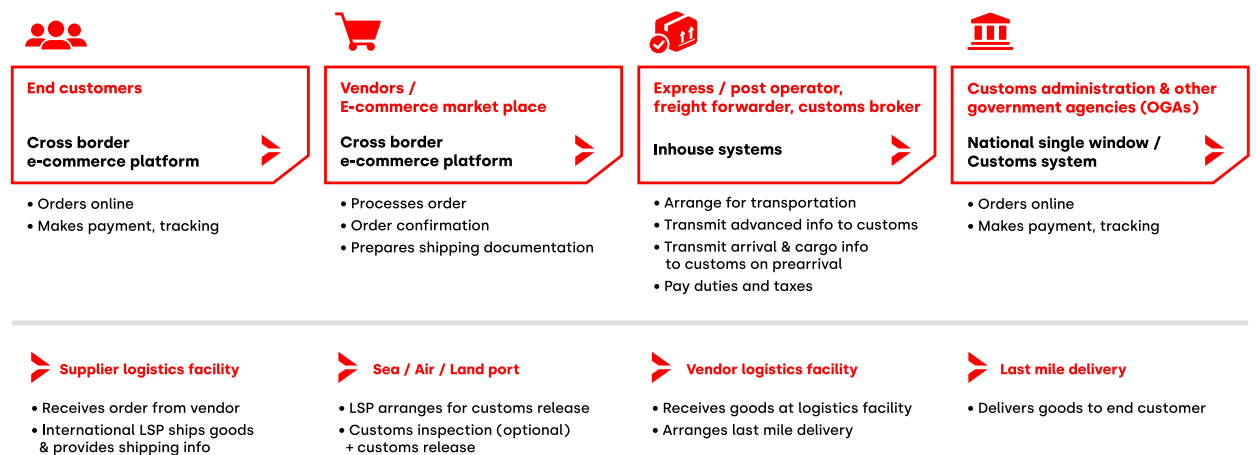 End customers
Cross border
e-commerce platform
• Orders online
• Makes payment, tracking
Vendors /
E-commerce market place
Cross border
e-commerce platform
• Processes order
• Order confirmation
• Prepares shipping documentation
Express / post operator,
freight forwarder, customs broker
Inhouse systems
• Arrange for transportation
• Transmit advanced info to customs
• Transmit arrival & cargo info
to customs on prearrival
• Pay duties and taxes
Customs administration & other
government agencies (OGAs)
National single window /
Customs system
• Orders online
• Makes payment, tracking
Supplier logistics facility
• Receives order from vendor
• International LSP ships goods
& provides shipping info
Sea / Air / Land port
• LSP arranges for customs release
• Customs inspection (optional)
+ customs release
Vendor logistics facility
• Receives goods at logistics facility
• Arranges last mile delivery
Last mile delivery
• Delivers goods to end customer